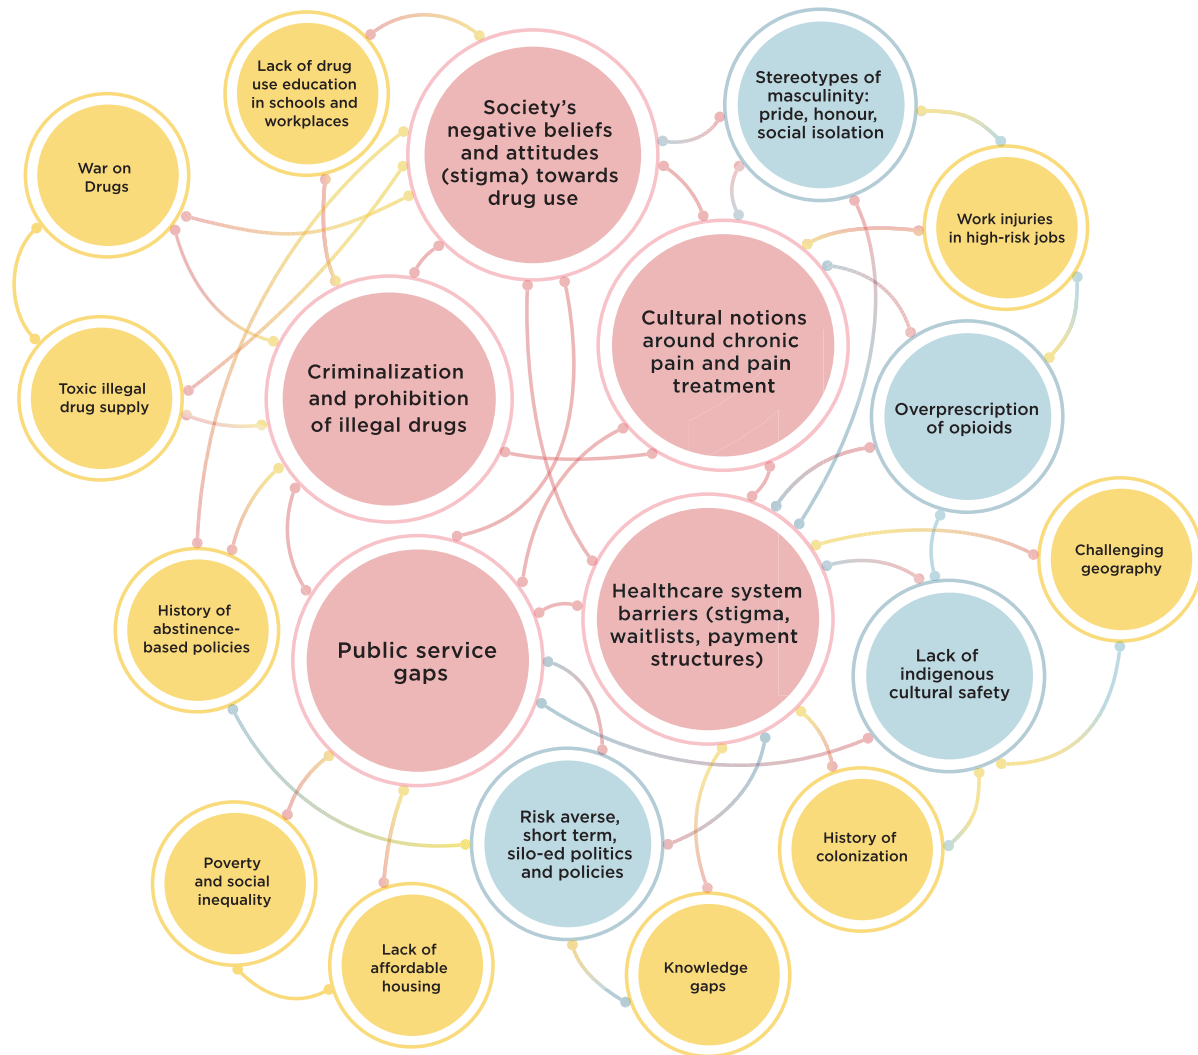 Lack of drug
use education
in schools and
workplaces
Society's
negative beliefs
and attitudes
(stigma) towards
drug use
Stereotypes of
masculinity:
pride, honour,
social isolation
War on
Drugs
Work injuries
in high-risk jobs
Cultural notions
around chronic
pain and pain
treatment
Criminalization
and prohibition
of illegal drugs
Toxic illegal
drug supply
Overprescription
of opioids
Challenging
geography
History of
abstinence-
based policies
Public service
gaps
Healthcare system
barriers (stigma,
waitlists, payment
structures)
Lack of
indigenous
cultural safety
Risk averse,
short term,
silo-ed politics
and policies
History of
colonization
Poverty
and social
inequality
Lack of
affordable
housing
Knowledge
gaps